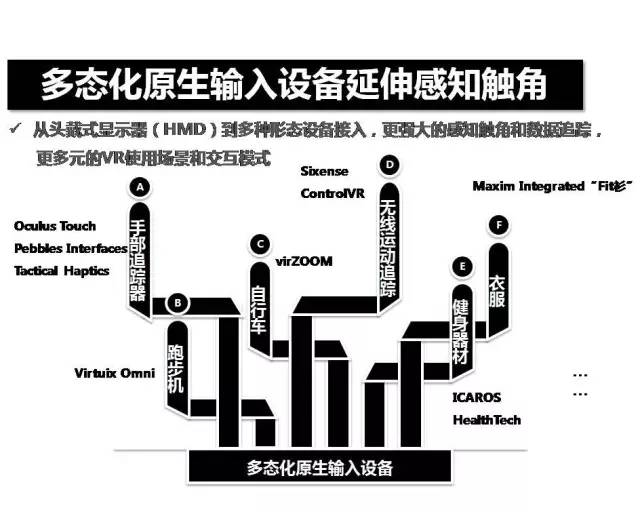 多态化原生输入设备延伸感知触角
✓ 从头戴式显示器（HMD）到多种形态设备接入，更强大的感知触角和数据追踪，
更多元的VR使用场景和交互模式
A
手部追踪器
Oculus Touch
Pebbles Interfaces
Tactical Haptics
B
跑步机
Virtuix Omni
C
自行车
virZOOM
D
无线运动追踪
Sixense
ControlVR
E
健身器材
ICAROS
HealthTech
F
衣服
Maxim Integrated “Fit衫”
...
...
多态化原生输入设备